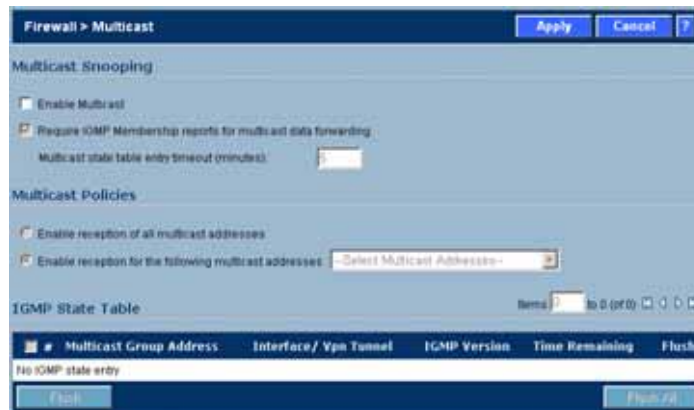 Firewall > Multicast
Apply Cancel ?
Multicast Snooping
Enable Multicast
Require IGMP Membership reports for multicast data forwarding
Multicast state table entry timeout (minutes): 5
Multicast Policies
Enable reception of all multicast addresses
Enable reception for the following multicast addresses --Select Multicast Addresses--
IGMP State Table
Items 0 to 0 (of 0)
# Multicast Group Address Interface/ Vpn Tunnel IGMP Version Time Remaining Flush
No IGMP state entry
Flush Flush All